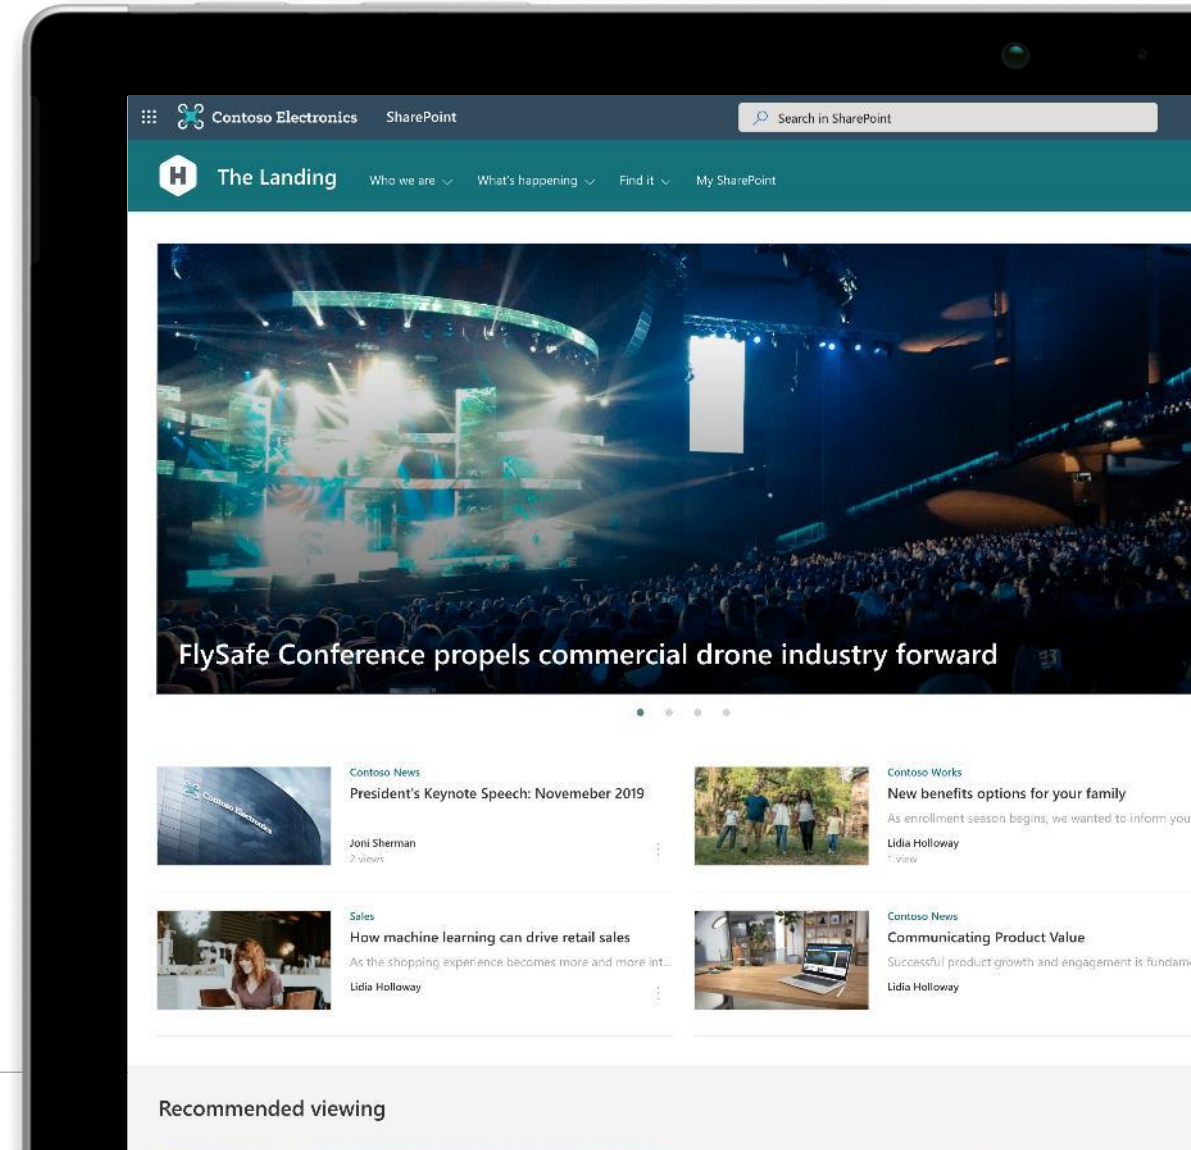 Contoso Electronics SharePoint Search in SharePoint
H The Landing Who we are What's happening Find it My SharePoint
FlySafe Conference propels commercial drone industry forward
Contoso Electronics
Contoso News
President's Keynote Speech: Novemeber 2019
Joni Sherman
2 views
Contoso Works
New benefits options for your family
As enrollment season begins, we wanted to inform you
Lidia Holloway
1 view
Sales
How machine learning can drive retail sales
As the shopping experience becomes more and more int...
Lidia Holloway
Contoso News
Communicating Product Value
Successful product growth and engagement is fundame
Lidia Holloway
Recommended viewing